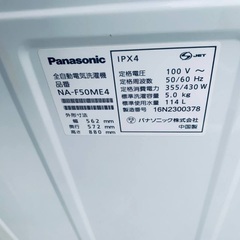 Panasonic
全自動電気洗濯機
品番
NA-F50ME4
外形寸法
幅 562 mm
奥行 572 mm
高さ 880 mm
IPX4
JET
定格電圧 100 V ～
定格周波数 50/60 Hz
定格消費電力 355/430 W
標準洗濯容量 5.0 kg
標準使用水量 114 L
製造番号 16N2300378
パナソニック株式会社
中国製